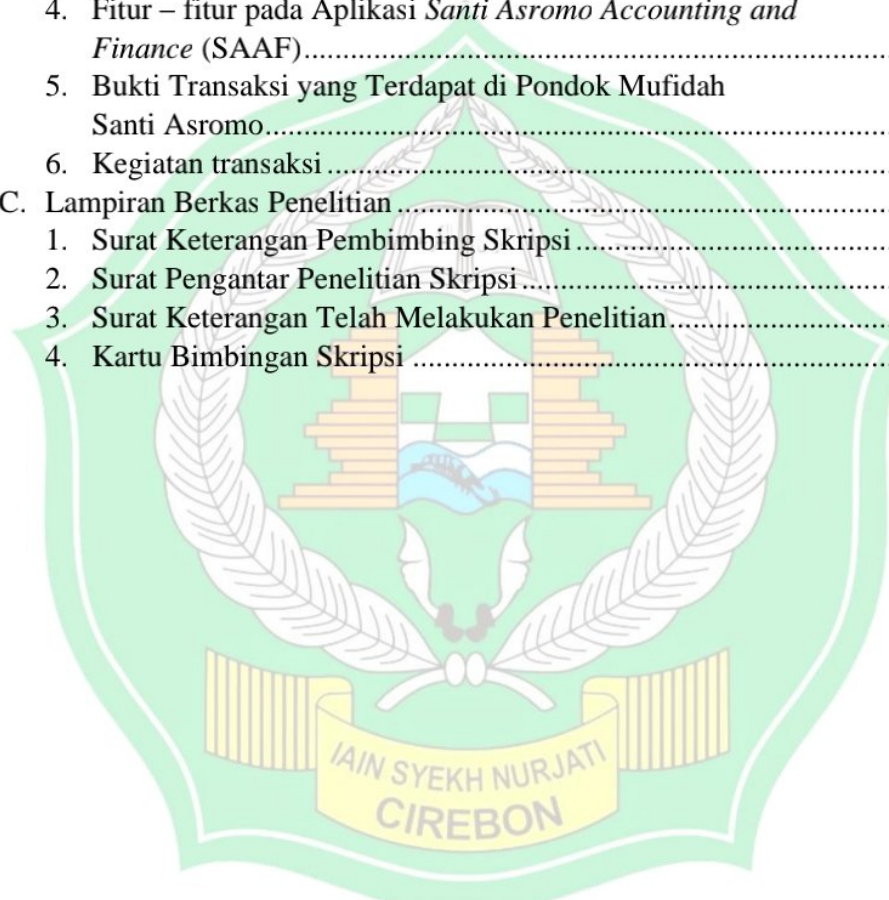 4. Fitur – fitur pada Aplikasi Santi Asromo Accounting and
Finance (SAAF)........................................................................
5. Bukti Transaksi yang Terdapat di Pondok Mufidah
Santi Asromo............................................................................
6. Kegiatan transaksi....................................................................
C. Lampiran Berkas Penelitian............................................................
1. Surat Keterangan Pembimbing Skripsi......................................
2. Surat Pengantar Penelitian Skripsi.............................................
3. Surat Keterangan Telah Melakukan Penelitian..........................
4. Kartu Bimbingan Skripsi..........................................................
IAIN SYEKH NURJATI
CIREBON